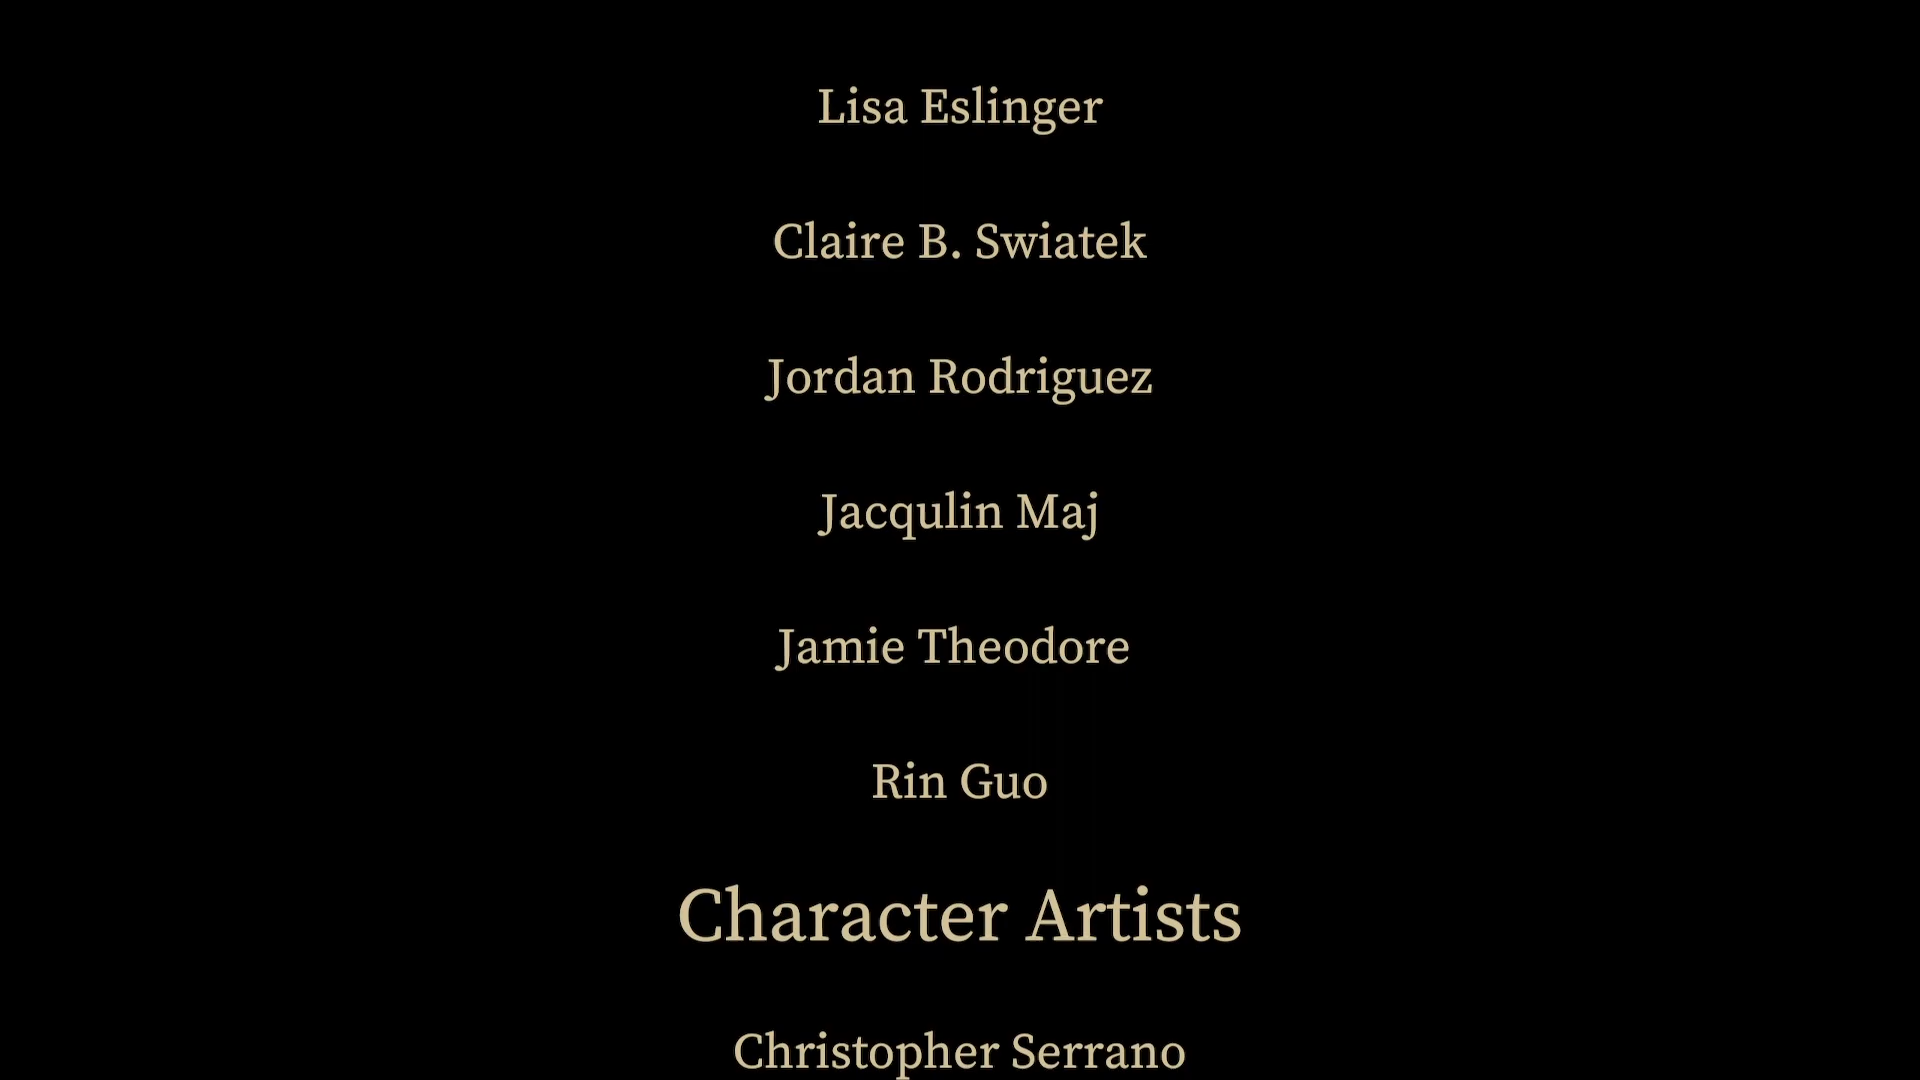 Lisa Eslinger
Claire B. Swiatek
Jordan Rodriguez
Jacqulin Maj
Jamie Theodore
Rin Guo
Character Artists
Christopher Serrano